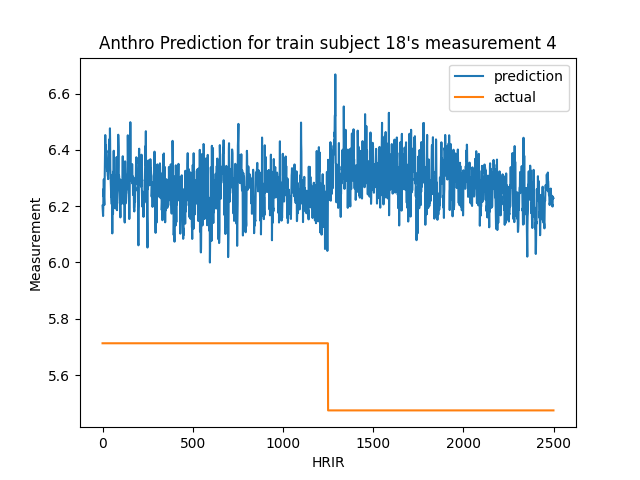 Anthro Prediction for train subject 18's measurement 4
prediction
actual
6.6
6.4
6.2
6.0
5.8
5.6
Measurement
0 500 1000 1500 2000 2500
HRIR